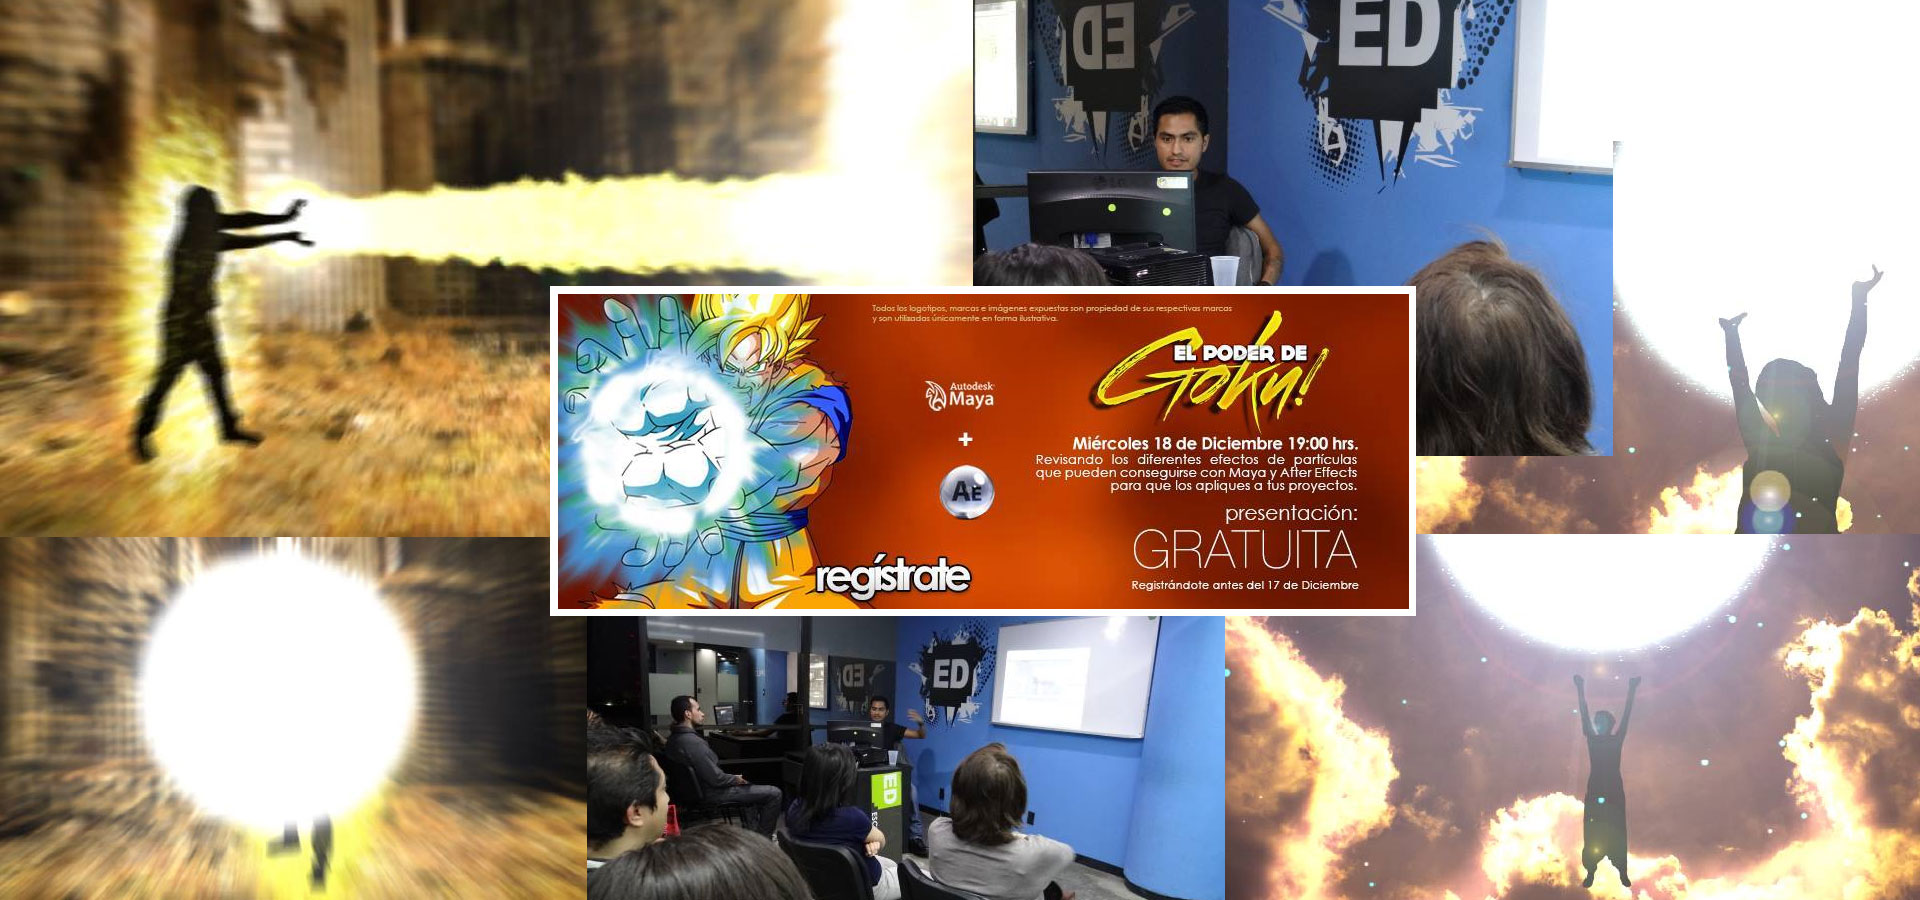 ED
ED
LG
Todos los logotipos, marcas e imágenes expuestas son propiedad de sus respectivas marcas
y son utilizadas únicamente en forma ilustrativa.
EL PODER DE
Goku!
Autodesk
Maya
+
AE
Miércoles 18 de Diciembre 19:00 hrs.
Revisando los diferentes efectos de partículas
que pueden conseguirse con Maya y After Effects
para que los apliques a tus proyectos.
presentación:
GRATUITA
regístrate
Registrándote antes del 17 de Diciembre
ED
ED
ED